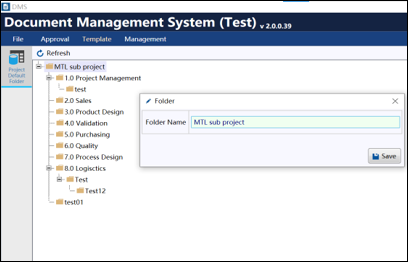 DMS
Document Management System (Test) v 2.0.0.39
File Approval Template Management
Project Default Folder
Refresh
MTL sub project
1.0 Project Management
test
2.0 Sales
3.0 Product Design
4.0 Validation
5.0 Purchasing
6.0 Quality
7.0 Process Design
8.0 Logisctics
Test
Test12
test01
Folder
Folder Name MTL sub project
Save